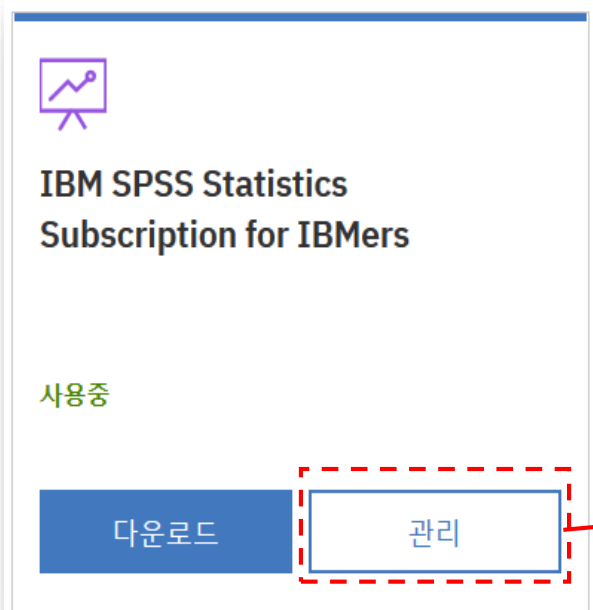 IBM SPSS Statistics
Subscription for IBMers
사용중
다운로드
관리